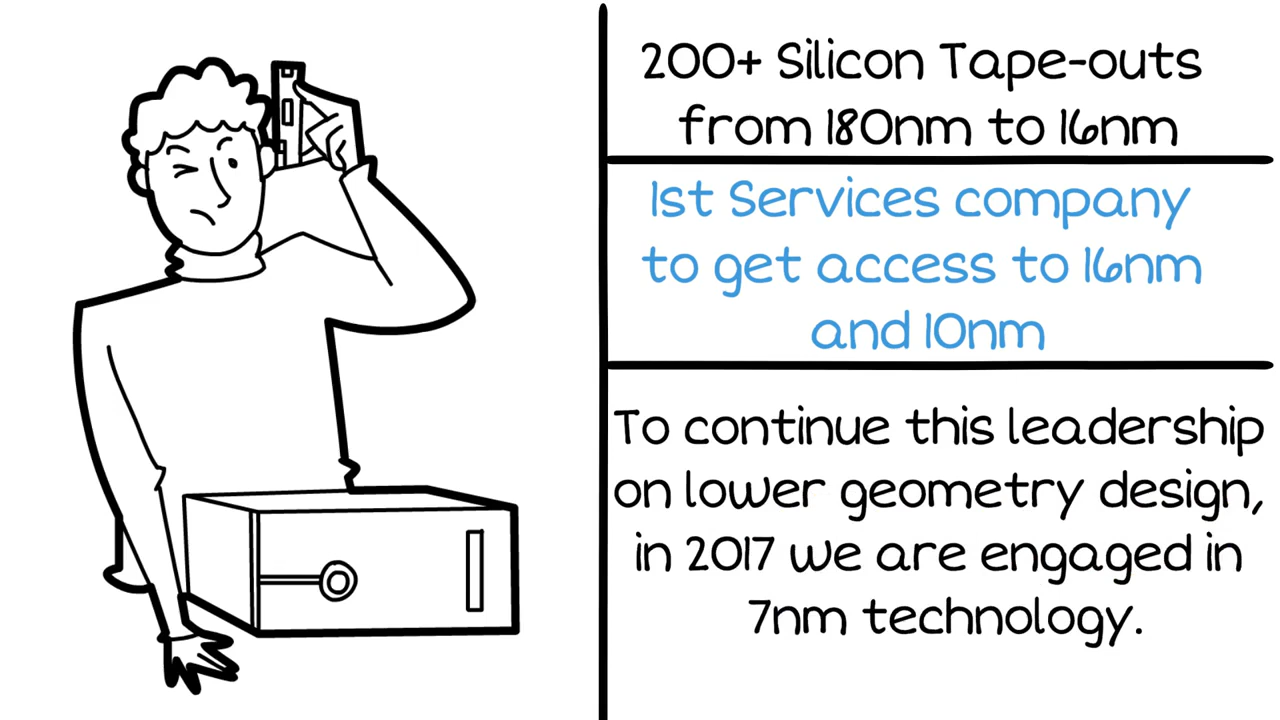 200+ Silicon Tape-outs
from 180nm to 16nm
1st Services company
to get access to 16nm
and 10nm
To continue this leadership
on lower geometry design,
in 2017 we are engaged in
7nm technology.